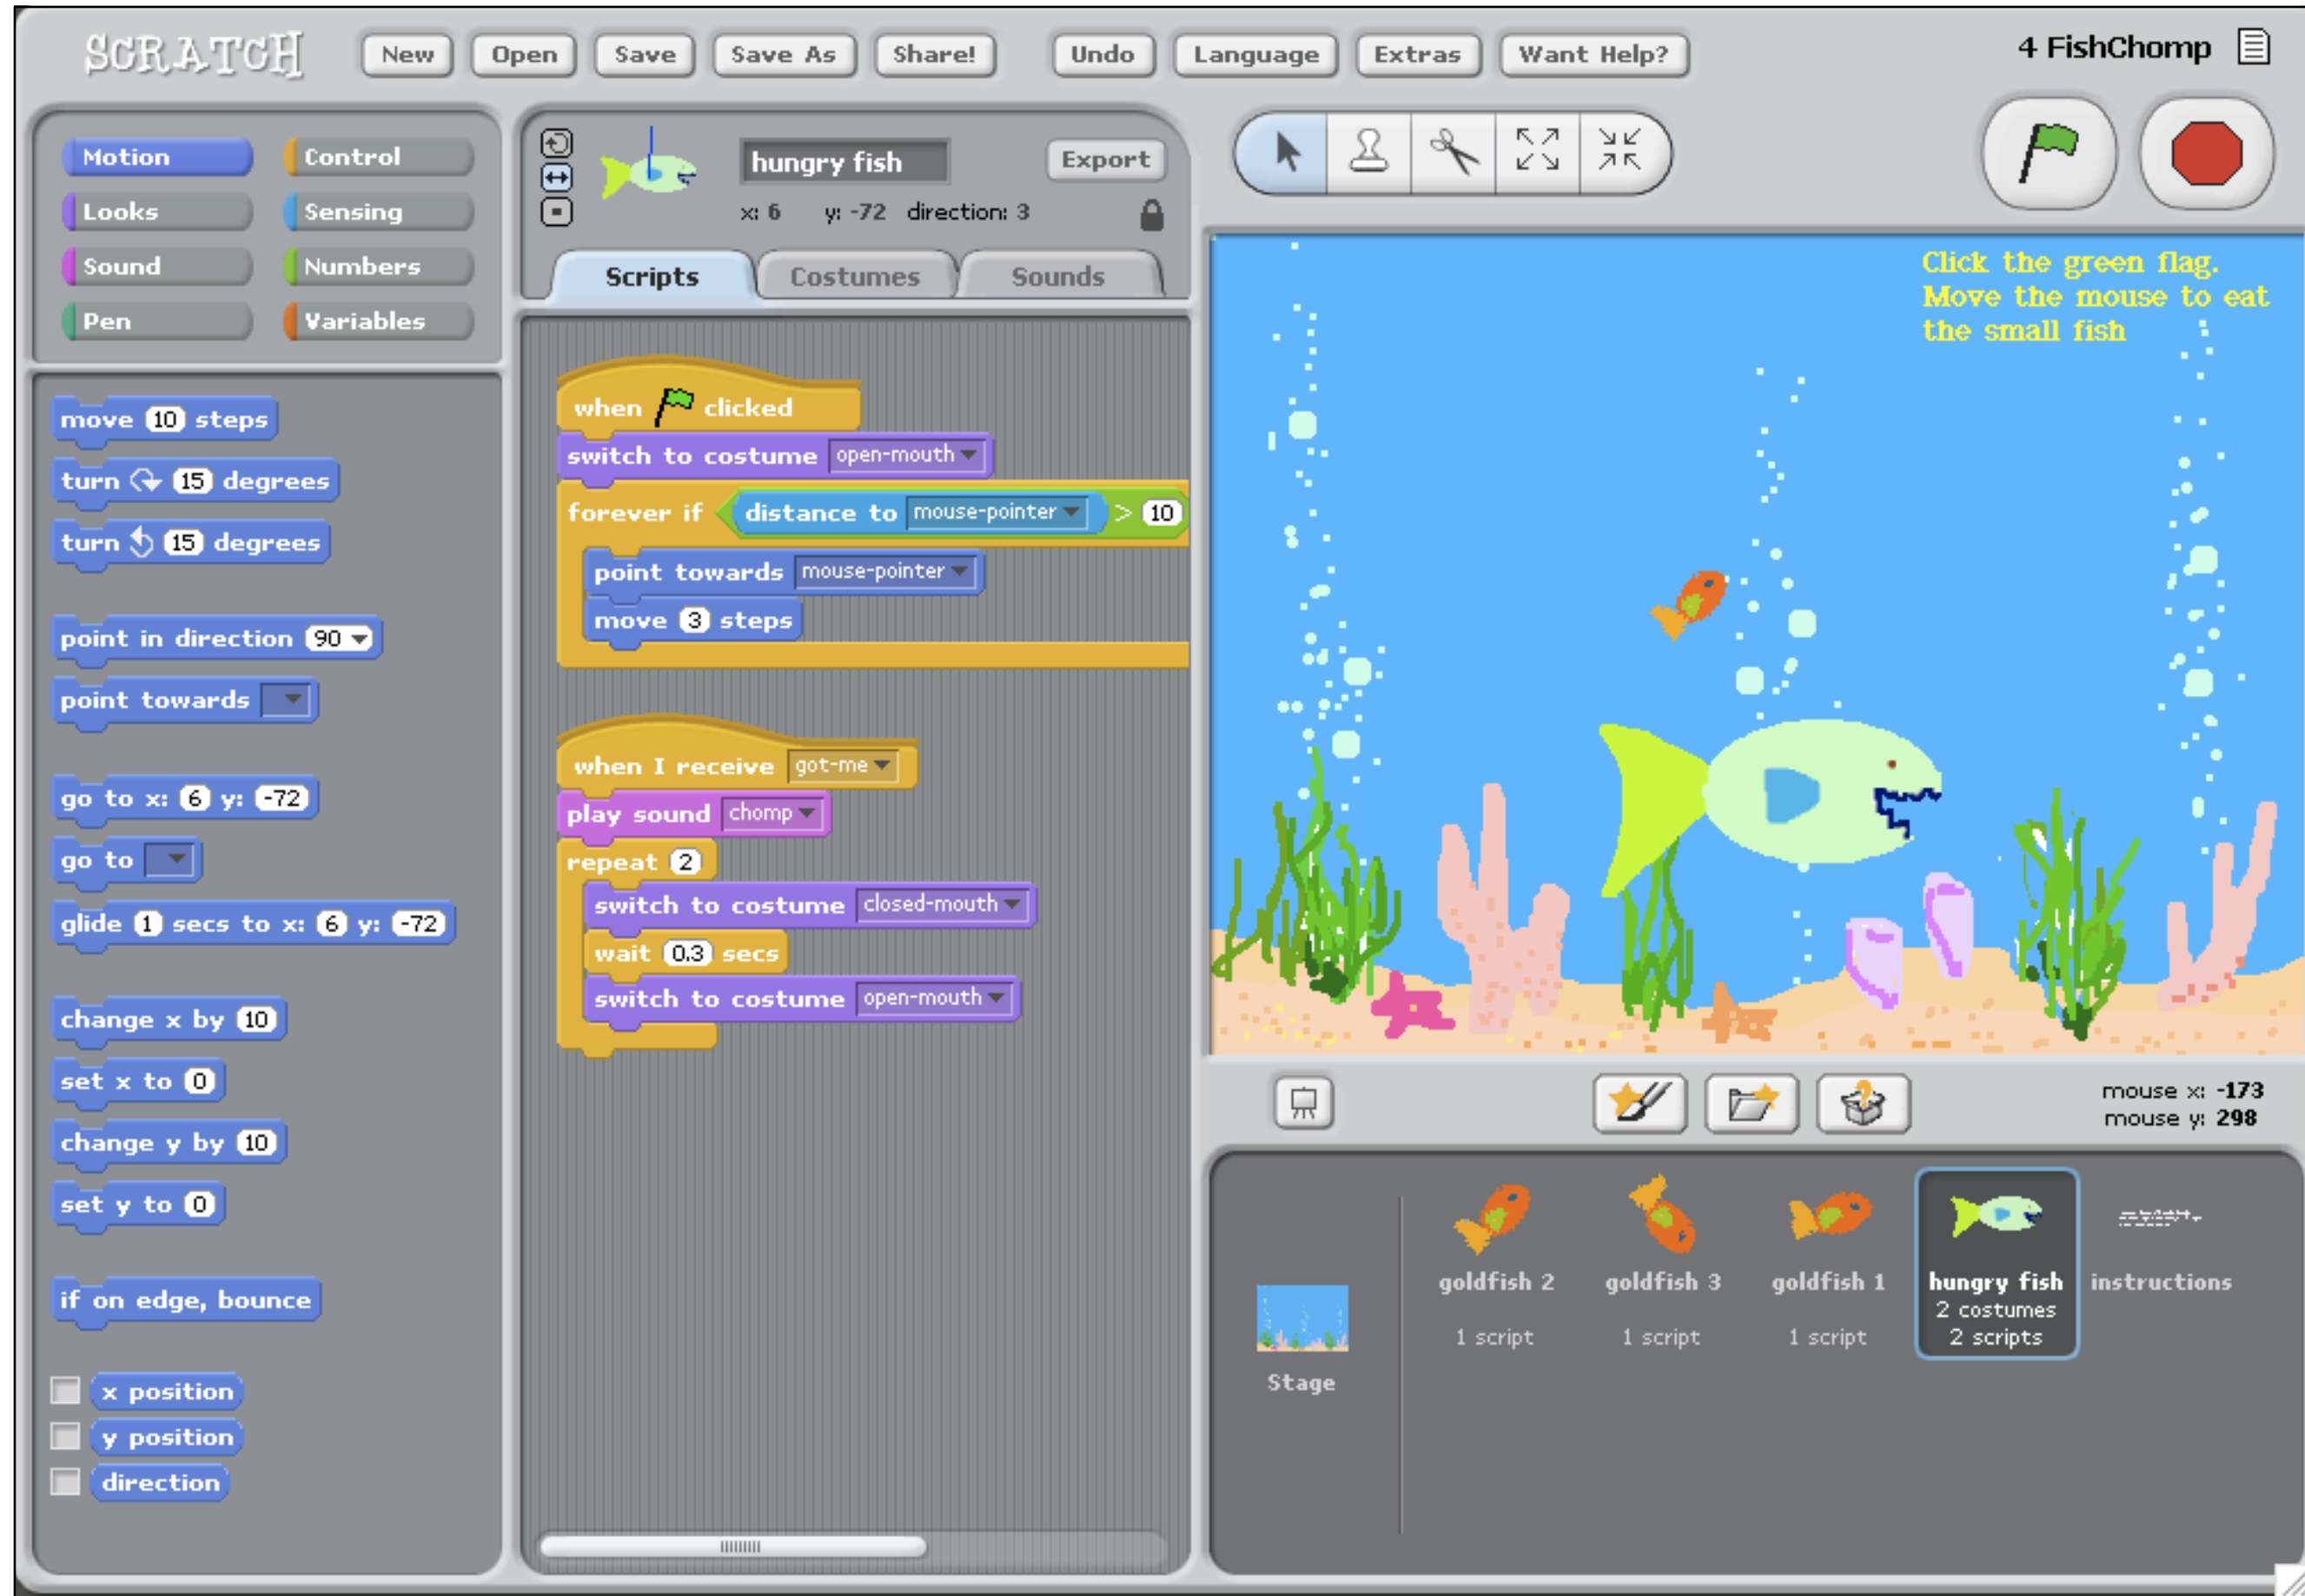 SCRATCH
New Open Save Save As Share! Undo Language Extras Want Help?
4 FishChomp
Motion Control
Looks Sensing
Sound Numbers
Pen Variables
move 10 steps
turn 15 degrees
turn 15 degrees
point in direction 90
point towards
go to x: 6 y: -72
go to
glide 1 secs to x: 6 y: -72
change x by 10
set x to 0
change y by 10
set y to 0
if on edge, bounce
x position
y position
direction
hungry fish
Export
x: 6 y: -72 direction: 3
Scripts Costumes Sounds
when clicked
switch to costume open-mouth
forever if distance to mouse-pointer > 10
point towards mouse-pointer
move 3 steps
when I receive got-me
play sound chomp
repeat 2
switch to costume closed-mouth
wait 0.3 secs
switch to costume open-mouth
Click the green flag.
Move the mouse to eat
the small fish
mouse x: -173
mouse y: 298
Stage
goldfish 2
1 script
goldfish 3
1 script
goldfish 1
1 script
hungry fish
2 costumes
2 scripts
instructions